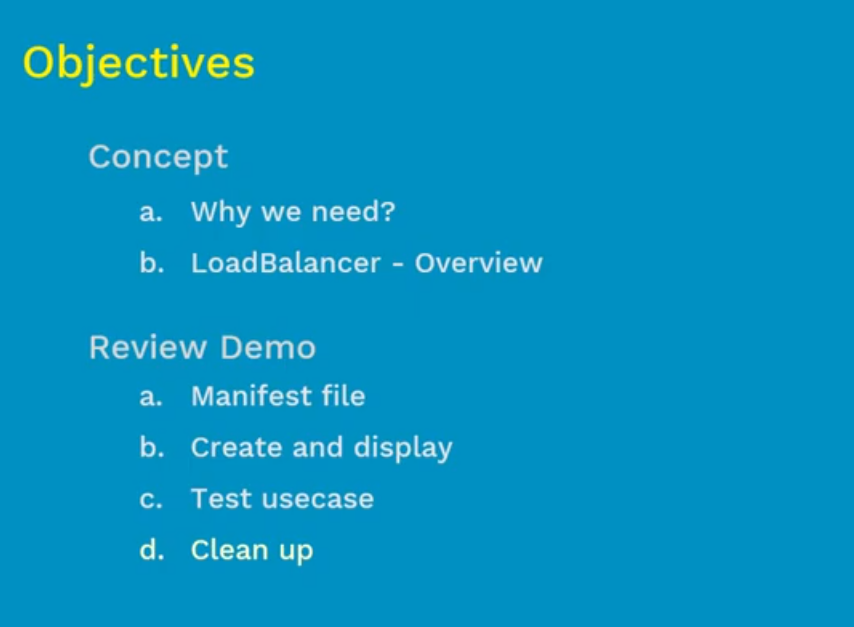 Objectives
Concept
a. Why we need?
b. LoadBalancer - Overview
Review Demo
a. Manifest file
b. Create and display
c. Test usecase
d. Clean up